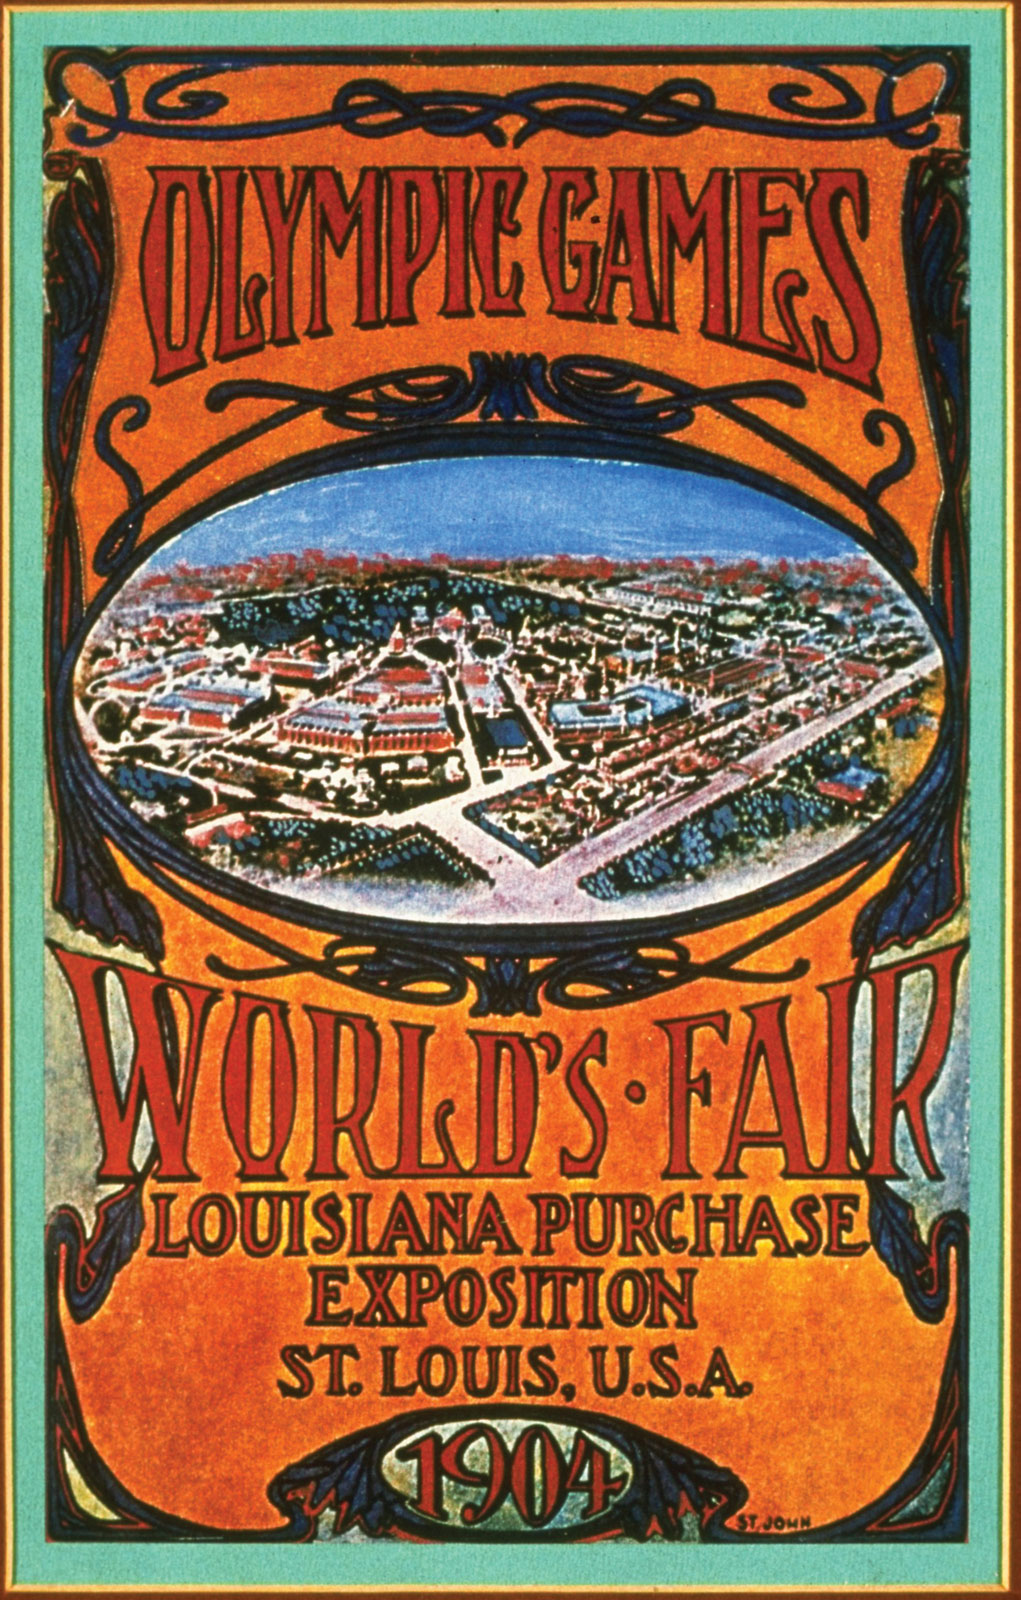 OLYMPIC GAMES
WORLD'S · FAIR
LOUISIANA PURCHASE
EXPOSITION
ST. LOUIS, U.S.A.
1904
ST. JOHN